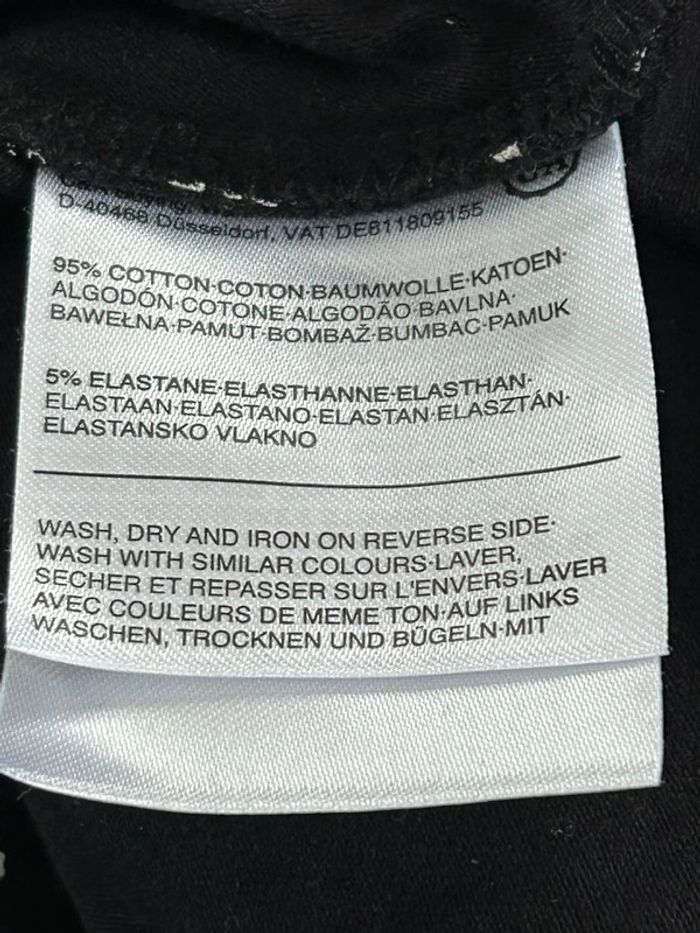 D-40468 Düsseldorf, VAT DE811809155
95% COTTON·COTON·BAUMWOLLE·KATOEN·
ALGODÓN·COTONE·ALGODÃO·BAVLNA·
BAWEŁNA·PAMUT·BOMBAŽ·BUMBAC·PAMUK
5% ELASTANE·ELASTHANNE·ELASTHAN·
ELASTAAN·ELASTANO·ELASTAN·ELASZTÁN·
ELASTANSKO VLAKNO
WASH, DRY AND IRON ON REVERSE SIDE·
WASH WITH SIMILAR COLOURS·LAVER,
SECHER ET REPASSER SUR L'ENVERS·LAVER
AVEC COULEURS DE MEME TON·AUF LINKS
WASCHEN, TROCKNEN UND BÜGELN·MIT